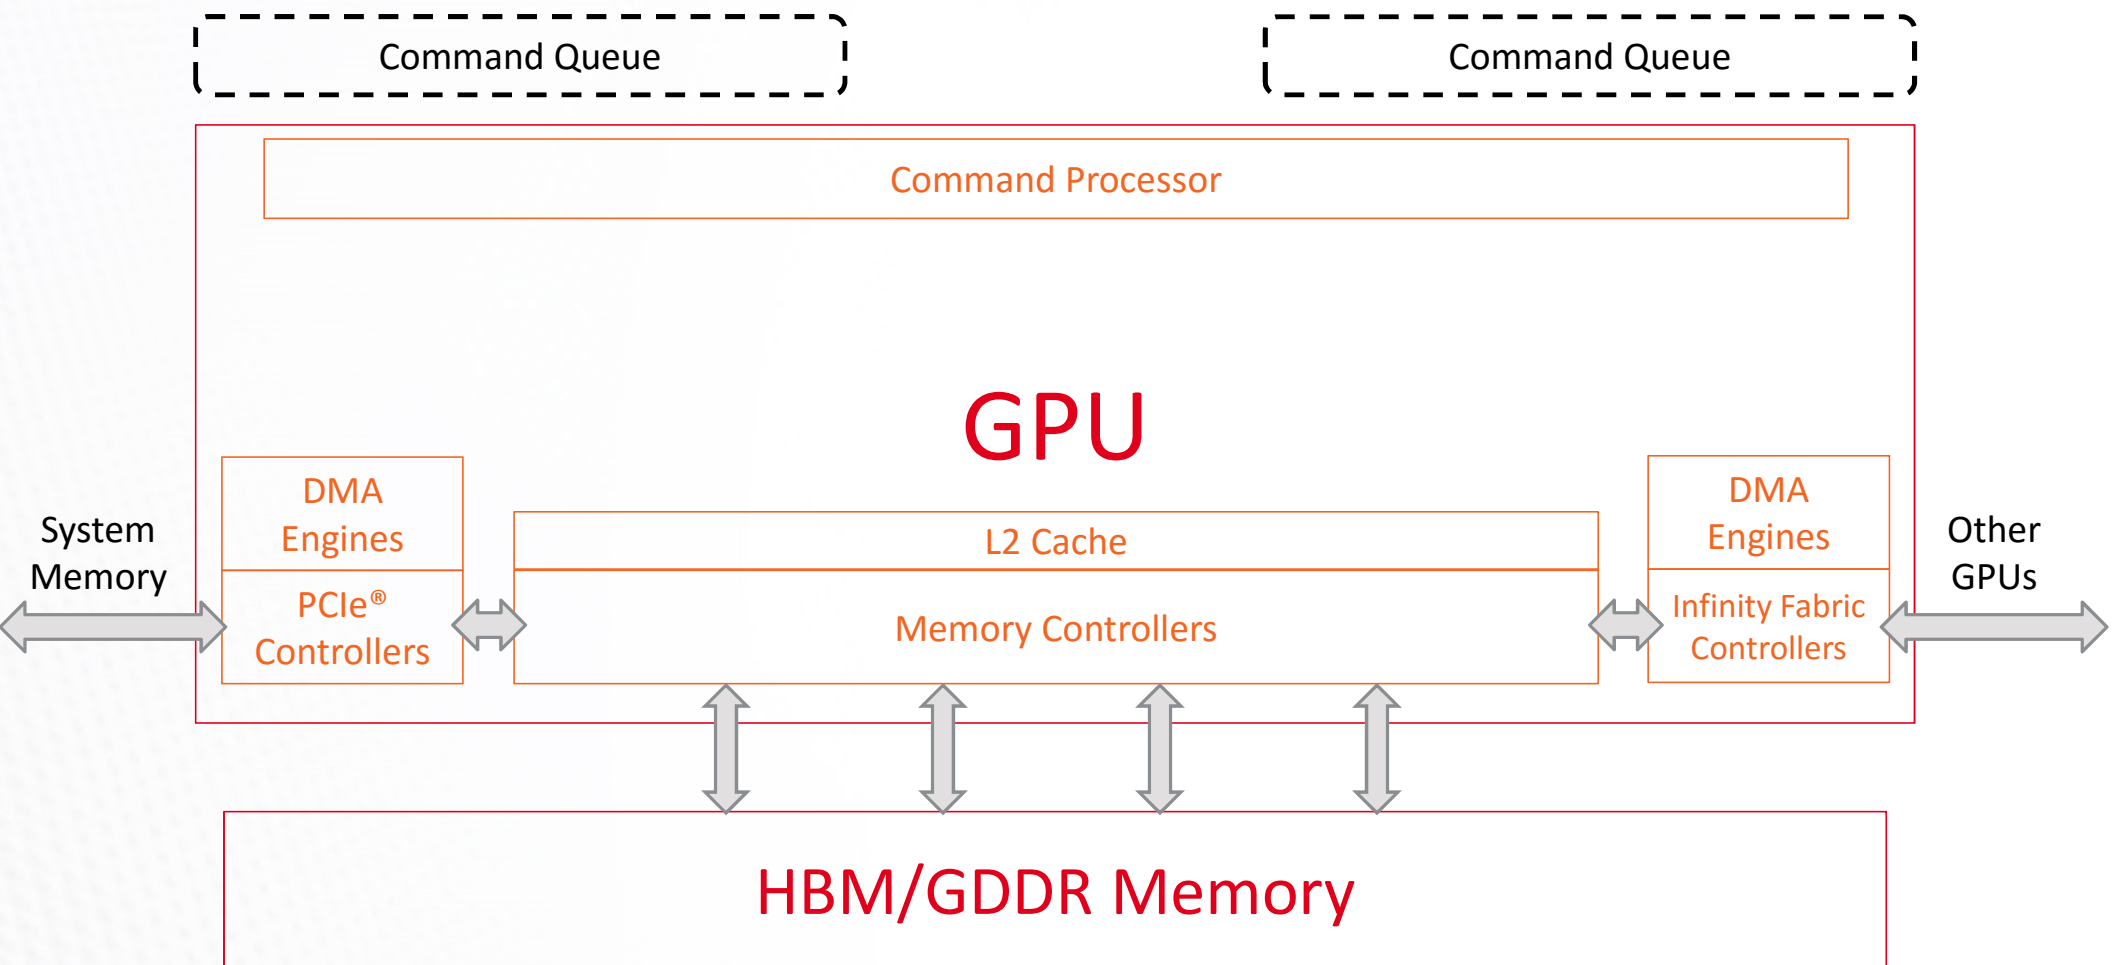 Command Queue
Command Queue
Command Processor
GPU
DMA
Engines
DMA
Engines
System
Memory
L2 Cache
Other
GPUs
PCIe®
Controllers
Memory Controllers
Infinity Fabric
Controllers
HBM/GDDR Memory